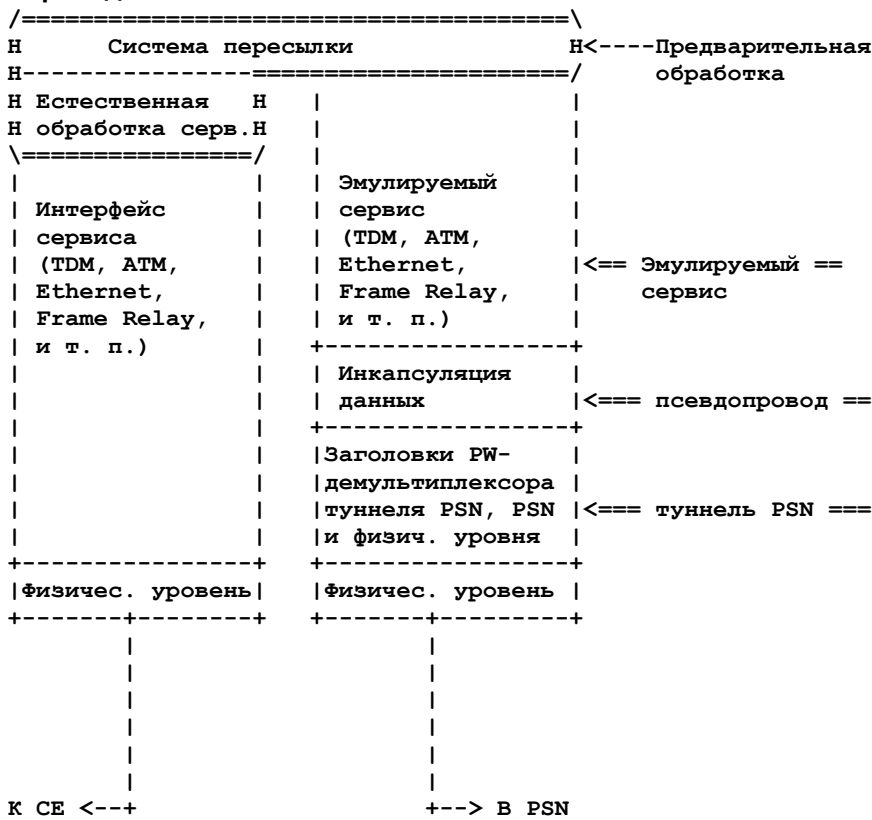 /======================================\
H Система пересылки H<----Предварительная
H----------------======================/ обработка
H Естественная H | |
H обработка серв.H | |
\================/ | |
| | | Эмулируемый |
| Интерфейс | | сервис |
| сервиса | | (TDM, ATM, |
| (TDM, ATM, | | Ethernet, |<== Эмулируемый ==
| Ethernet, | | Frame Relay, | сервис
| Frame Relay, | | и т. п.) |
| и т. п.) | +------------------+
| | | Инкапсуляция |
| | | данных |<=== псевдопровод ==
| | +------------------+
| | |Заголовки PW- |
| | |демультиплексора |
| | |туннеля PSN, PSN |<=== туннель PSN ===
| | |и физич. уровня |
+----------------+ +------------------+
|Физичес. уровень| |Физичес. уровень |
+-------+--------+ +-------+----------+
| |
| |
| |
| |
| |
| |
К CE <--+ +--> В PSN